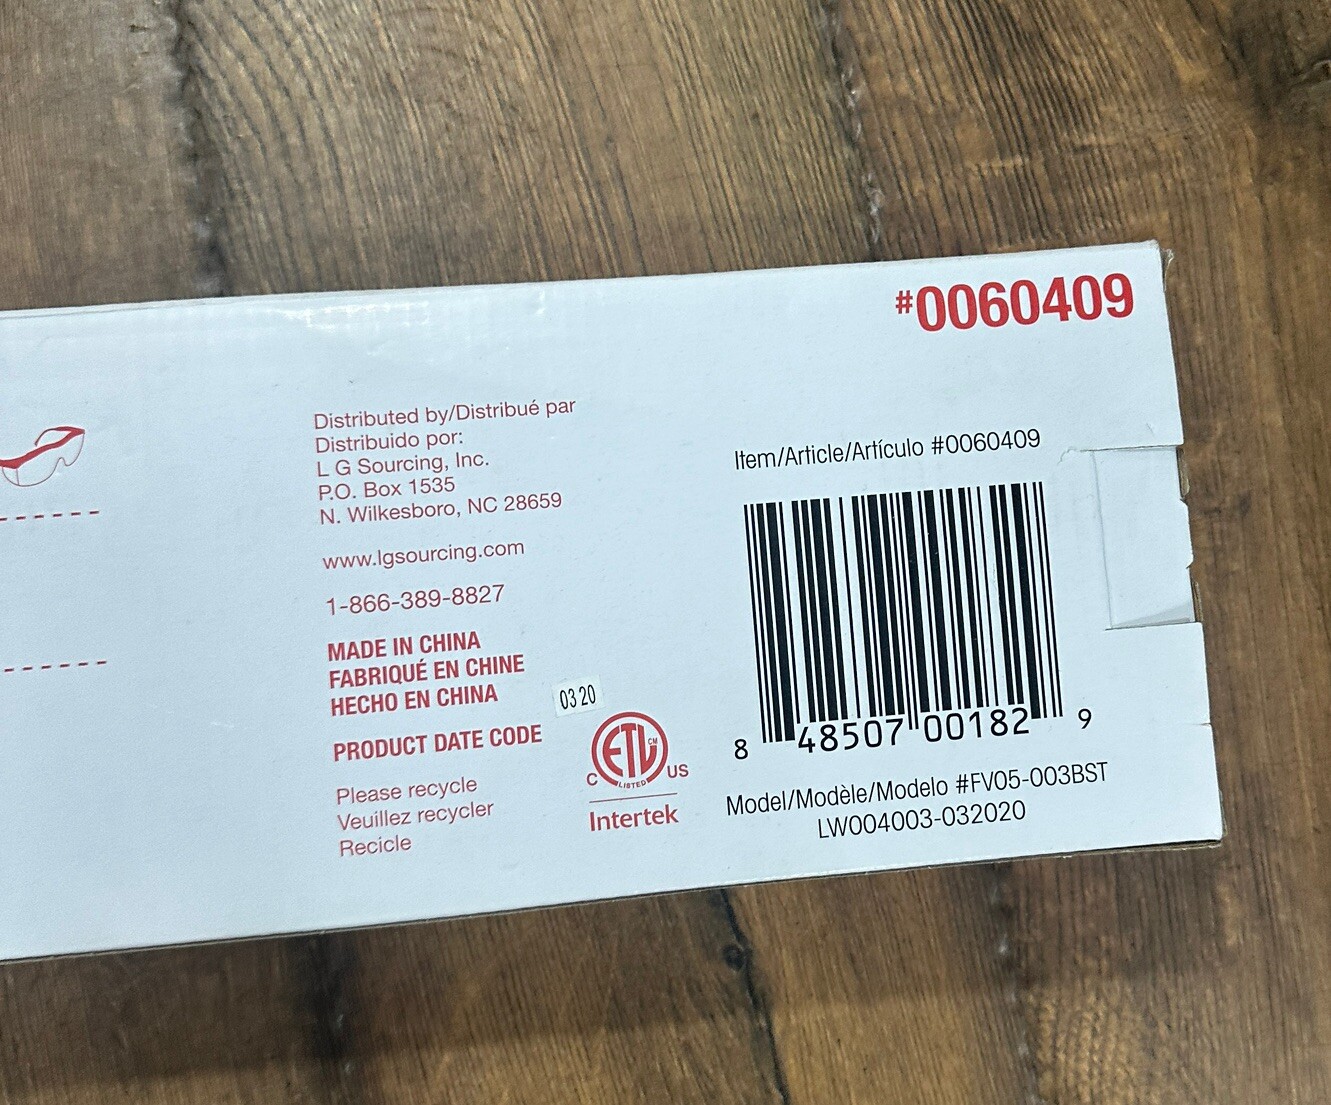 #0060409
Distributed by/Distribué par
Distribuido por:
L G Sourcing, Inc.
P.O. Box 1535
N. Wilkesboro, NC 28659
www.lgsourcing.com
1-866-389-8827
MADE IN CHINA
FABRIQUÉ EN CHINE
HECHO EN CHINA
PRODUCT DATE CODE
03 20
Please recycle
Veuillez recycler
Recicle
ETL CM
LISTED
C US
Intertek
Item/Article/Artículo #0060409
8 48507 00182 9
Model/Modèle/Modelo #FV05-003BST
LW004003-032020